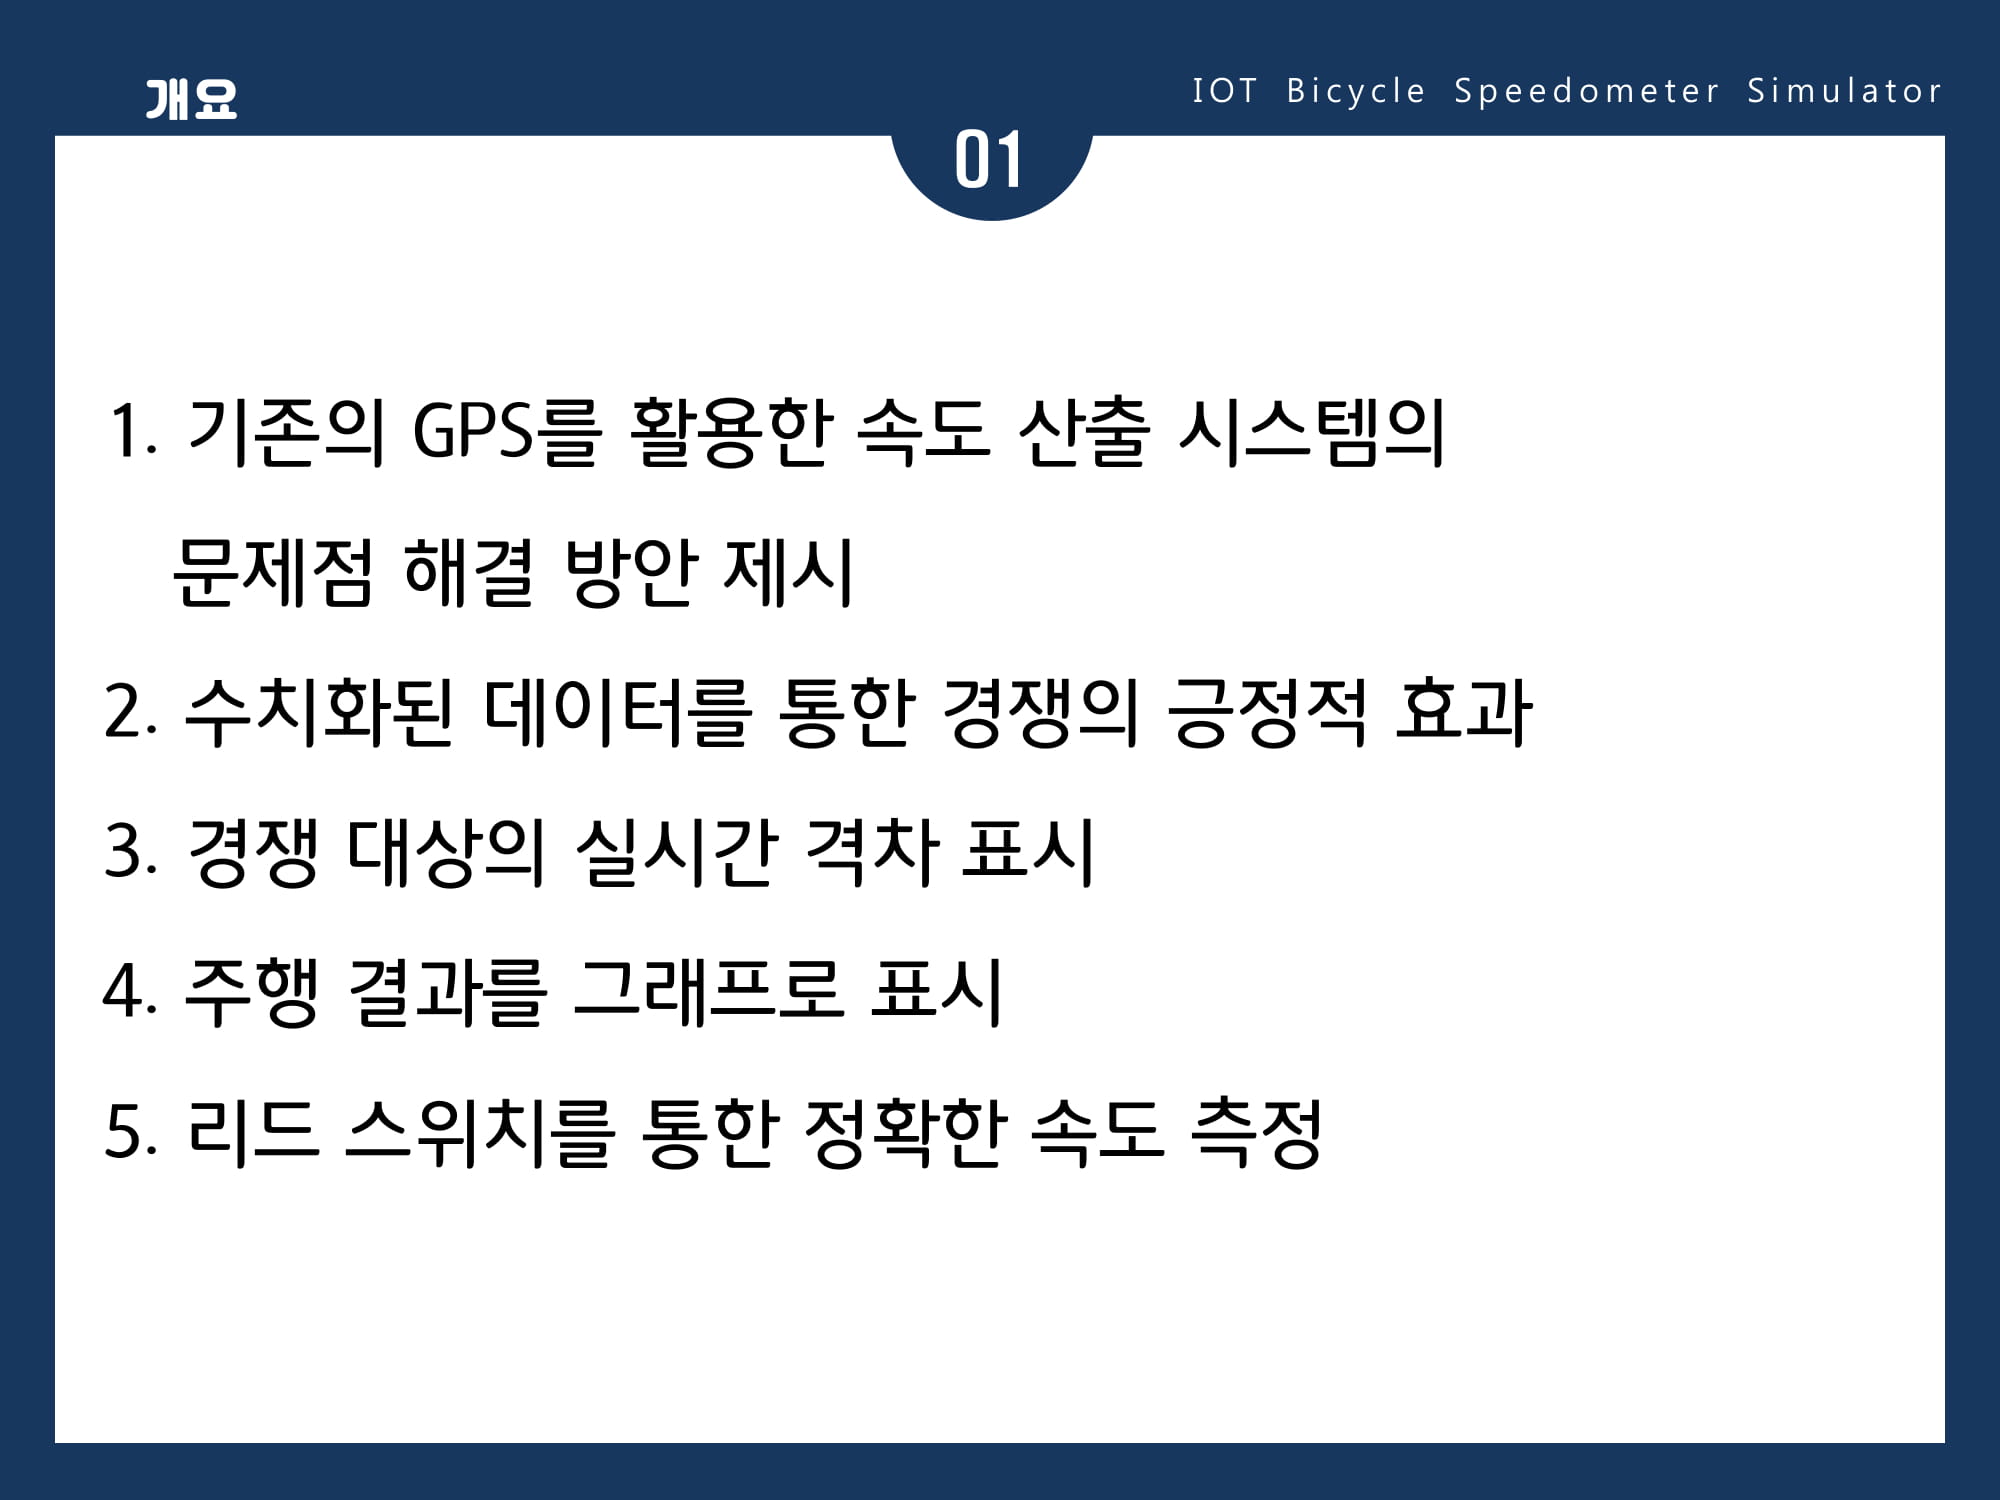 개요
IOT Bicycle Speedometer Simulator
01
1. 기존의 GPS를 활용한 속도 산출 시스템의
문제점 해결 방안 제시
2. 수치화된 데이터를 통한 경쟁의 긍정적 효과
3. 경쟁 대상의 실시간 격차 표시
4. 주행 결과를 그래프로 표시
5. 리드 스위치를 통한 정확한 속도 측정